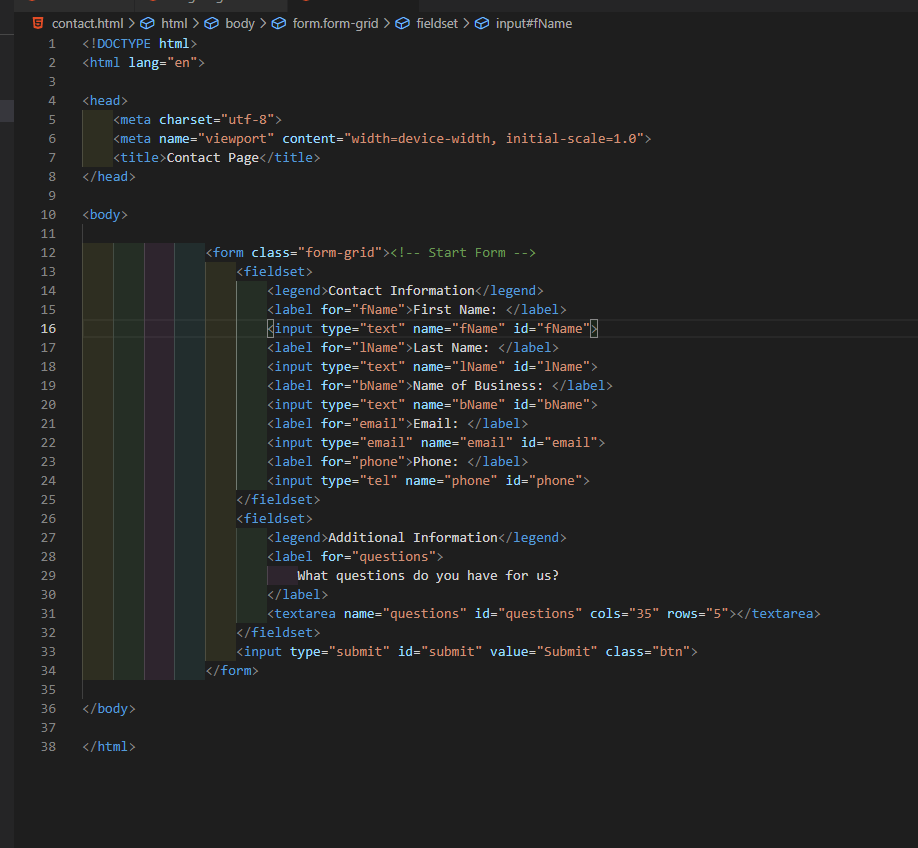 contact.html > html > body > form.form-grid > fieldset > input#fName
1 <!DOCTYPE html>
2 <html lang="en">
3
4 <head>
5 <meta charset="utf-8">
6 <meta name="viewport" content="width=device-width, initial-scale=1.0">
7 <title>Contact Page</title>
8 </head>
9
10 <body>
11
12 <form class="form-grid"><!-- Start Form -->
13 <fieldset>
14 <legend>Contact Information</legend>
15 <label for="fName">First Name: </label>
16 <input type="text" name="fName" id="fName">
17 <label for="lName">Last Name: </label>
18 <input type="text" name="lName" id="lName">
19 <label for="bName">Name of Business: </label>
20 <input type="text" name="bName" id="bName">
21 <label for="email">Email: </label>
22 <input type="email" name="email" id="email">
23 <label for="phone">Phone: </label>
24 <input type="tel" name="phone" id="phone">
25 </fieldset>
26 <fieldset>
27 <legend>Additional Information</legend>
28 <label for="questions">
29 What questions do you have for us?
30 </label>
31 <textarea name="questions" id="questions" cols="35" rows="5"></textarea>
32 </fieldset>
33 <input type="submit" id="submit" value="Submit" class="btn">
34 </form>
35
36 </body>
37
38 </html>